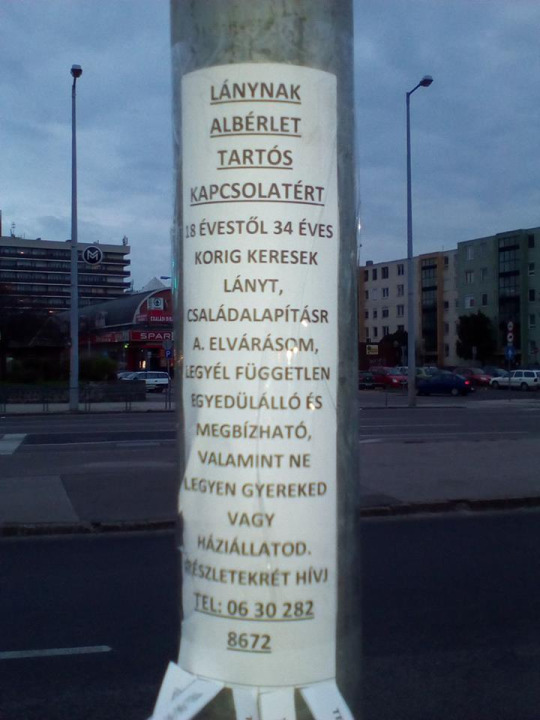 LÁNYNAK
ALBÉRLET
TARTÓS
KAPCSOLATÉRT
18 ÉVESTŐL 34 ÉVES
KORIG KERESEK
LÁNYT,
CSALÁDALAPÍTÁSR
A. ELVÁRÁSOM,
LEGYÉL FÜGGETLEN
EGYEDÜLÁLLÓ ÉS
MEGBÍZHATÓ,
VALAMINT NE
LEGYEN GYEREKED
VAGY
HÁZIÁLLATOD.
RÉSZLETEKRÉT HÍVJ
TEL: 06 30 282
8672
M
SPAR